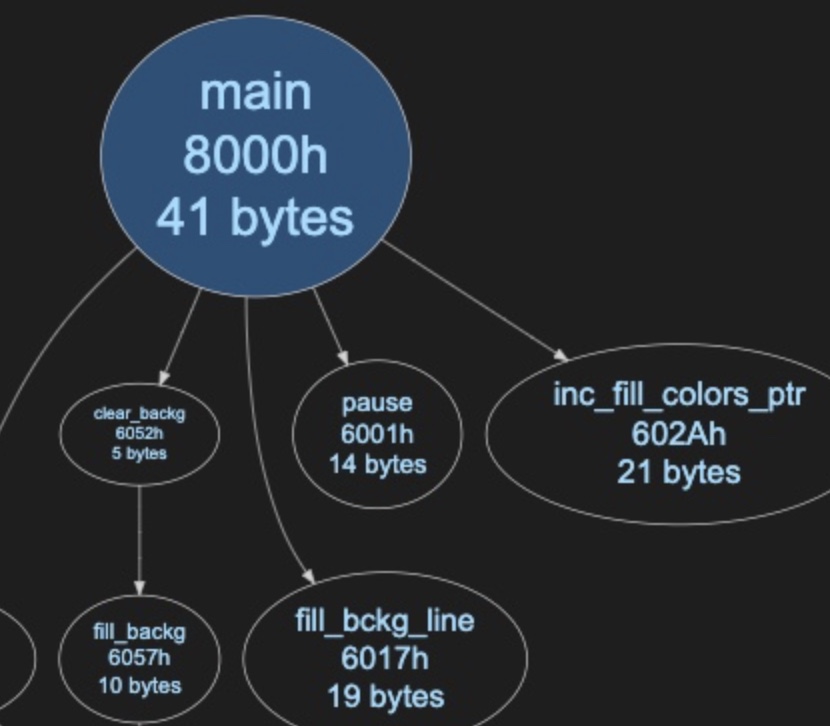 main
8000h
41 bytes
clear_backg
6052h
5 bytes
pause
6001h
14 bytes
inc_fill_colors_ptr
602Ah
21 bytes
fill_backg
6057h
10 bytes
fill_bckg_line
6017h
19 bytes